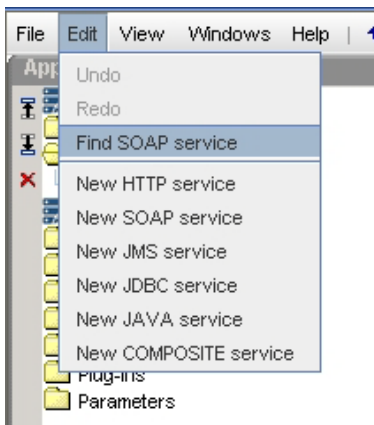 File Edit View Windows Help
App
Undo
Redo
Find SOAP service
New HTTP service
New SOAP service
New JMS service
New JDBC service
New JAVA service
New COMPOSITE service
Plug-ins
Parameters